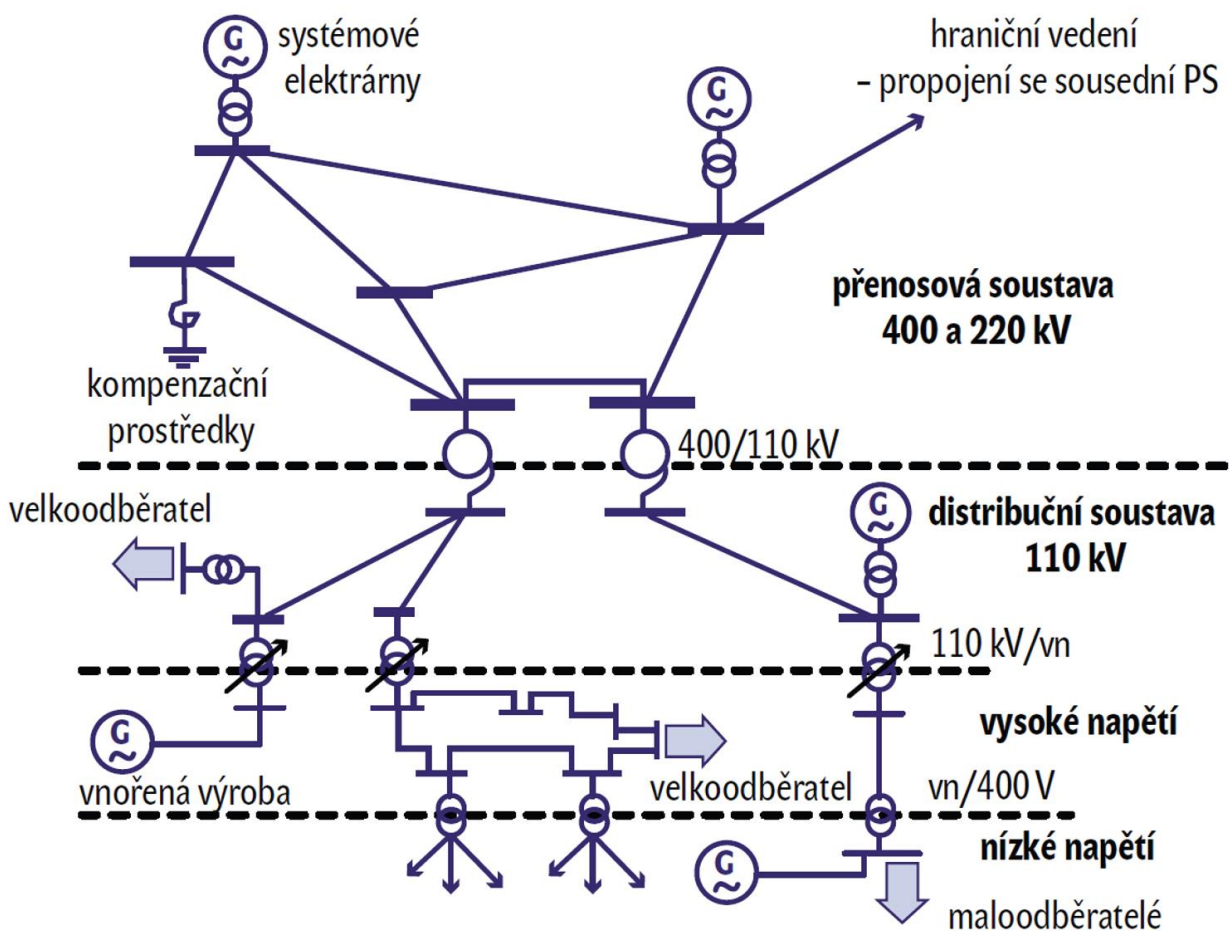 G
systémové
elektrárny
hraniční vedení
– propojení se sousední PS
G
přenosová soustava
400 a 220 kV
kompenzační
prostředky
400/110 kV
velkoodběratel
G
distribuční soustava
110 kV
110 kV/vn
vysoké napětí
G
vnořená výroba
velkoodběratel
vn/400 V
nízké napětí
G
maloodběratelé